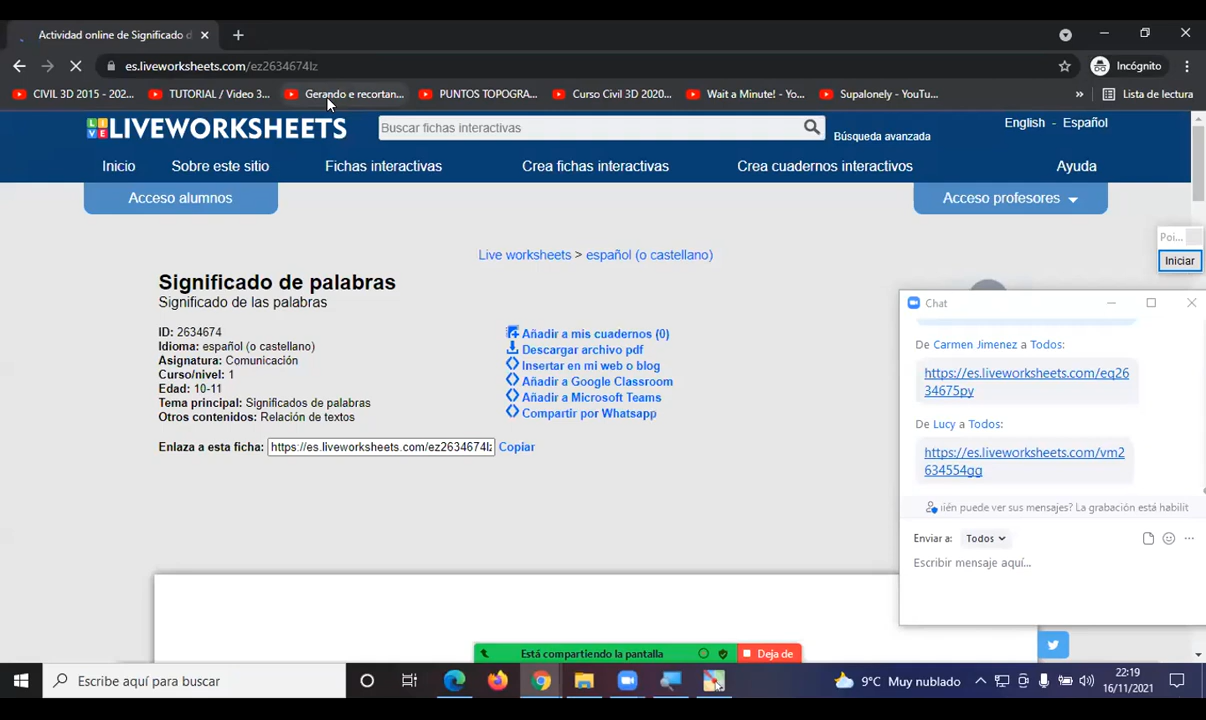 Actividad online de Significado d
es.liveworksheets.com/ez2634674lz
Incógnito
CIVIL 3D 2015 - 202...
TUTORIAL / Video 3...
Gerando e recortan...
PUNTOS TOPOGRA...
Curso Civil 3D 2020...
Wait a Minute! - Yo...
Supalonely - YouTu...
»
Lista de lectura
LIVE LIVEWORKSHEETS
Buscar fichas interactivas
Búsqueda avanzada
English - Español
Inicio
Sobre este sitio
Fichas interactivas
Crea fichas interactivas
Crea cuadernos interactivos
Ayuda
Acceso alumnos
Acceso profesores
Live worksheets > español (o castellano)
Significado de palabras
Significado de las palabras
ID: 2634674
Idioma: español (o castellano)
Asignatura: Comunicación
Curso/nivel: 1
Edad: 10-11
Tema principal: Significados de palabras
Otros contenidos: Relación de textos
Añadir a mis cuadernos (0)
Descargar archivo pdf
Insertar en mi web o blog
Añadir a Google Classroom
Añadir a Microsoft Teams
Compartir por Whatsapp
Enlaza a esta ficha: https://es.liveworksheets.com/ez2634674lz Copiar
Poi...
Iniciar
Chat
De Carmen Jimenez a Todos:
https://es.liveworksheets.com/eq26
34675py
De Lucy a Todos:
https://es.liveworksheets.com/vm2
634554gg
ién puede ver sus mensajes? La grabación está habilit
Enviar a: Todos
Escribir mensaje aquí...
Está compartiendo la pantalla
Deja de
Escribe aquí para buscar
9°C Muy nublado
22:19
16/11/2021